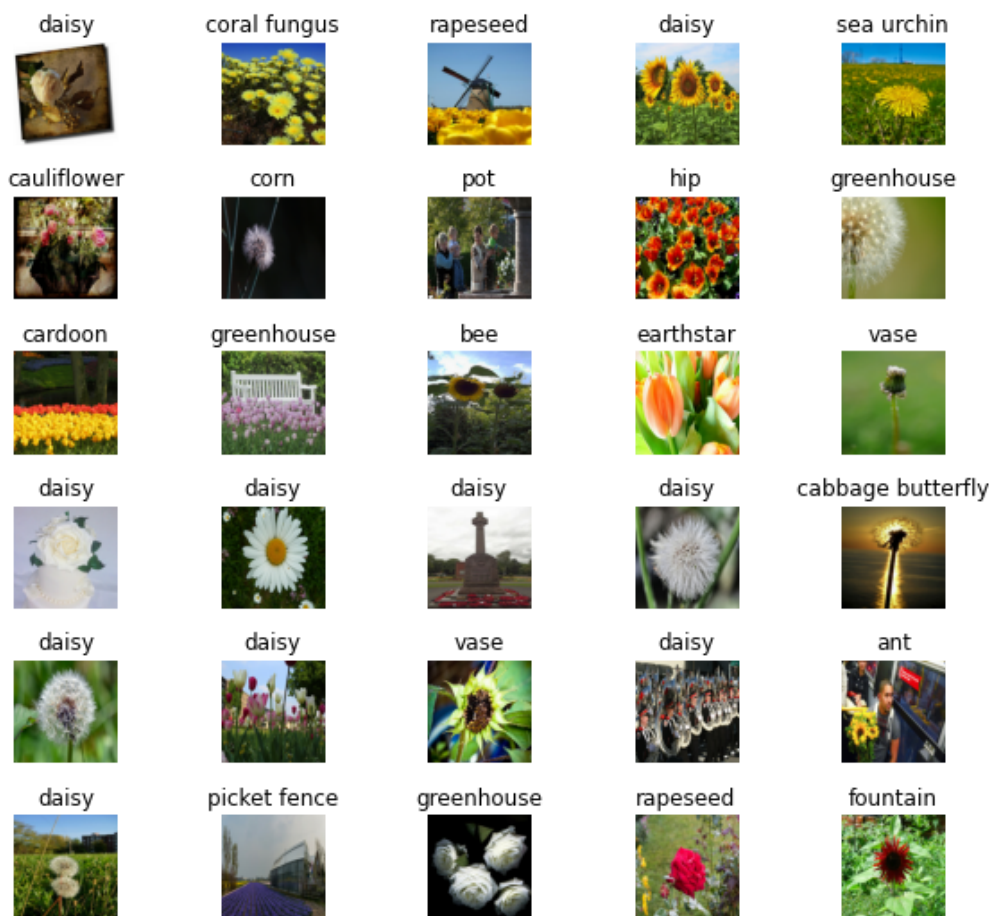 daisy coral fungus rapeseed daisy sea urchin
cauliflower corn pot hip greenhouse
cardoon greenhouse bee earthstar vase
daisy daisy daisy daisy cabbage butterfly
daisy daisy vase daisy ant
daisy picket fence greenhouse rapeseed fountain